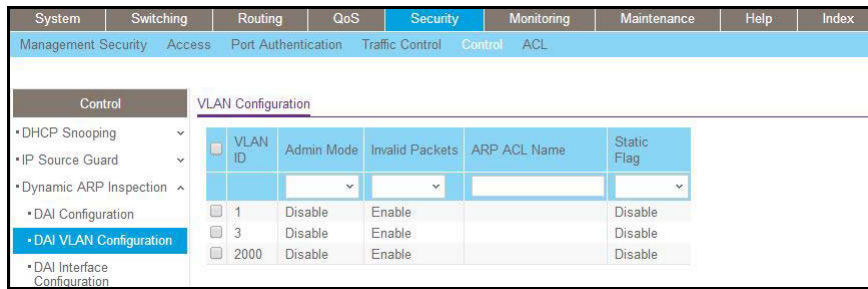 System Switching Routing QoS Security Monitoring Maintenance Help Index
Management Security Access Port Authentication Traffic Control Control ACL
Control
DHCP Snooping
IP Source Guard
Dynamic ARP Inspection
DAI Configuration
DAI VLAN Configuration
DAI Interface
Configuration
VLAN Configuration
VLAN ID Admin Mode Invalid Packets ARP ACL Name Static Flag
1 Disable Enable Disable
3 Disable Enable Disable
2000 Disable Enable Disable